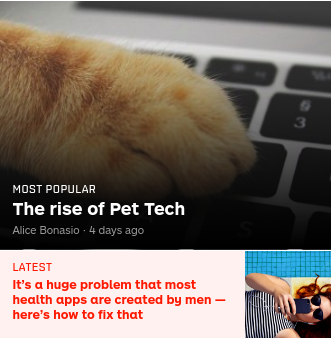 MOST POPULAR
The rise of Pet Tech
Alice Bonasio · 4 days ago
LATEST
It's a huge problem that most
health apps are created by men —
here's how to fix that
3